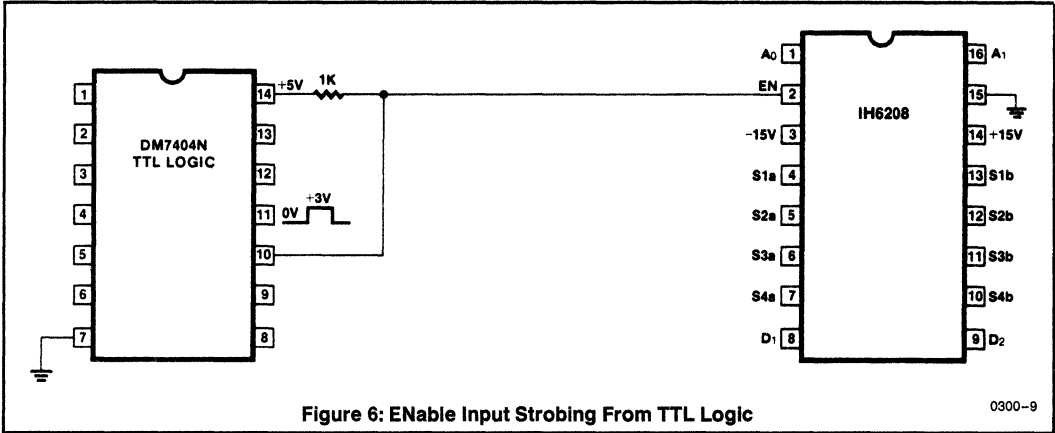 1
2
3
4
5
6
7
DM7404N
TTL LOGIC
14
13
12
11
10
9
8
+5V
1K
0V
+3V
A0 1
EN 2
-15V 3
S1a 4
S2a 5
S3a 6
S4a 7
D1 8
IH6208
16 A1
15
14 +15V
13 S1b
12 S2b
11 S3b
10 S4b
9 D2
Figure 6: ENable Input Strobing From TTL Logic
0300-9